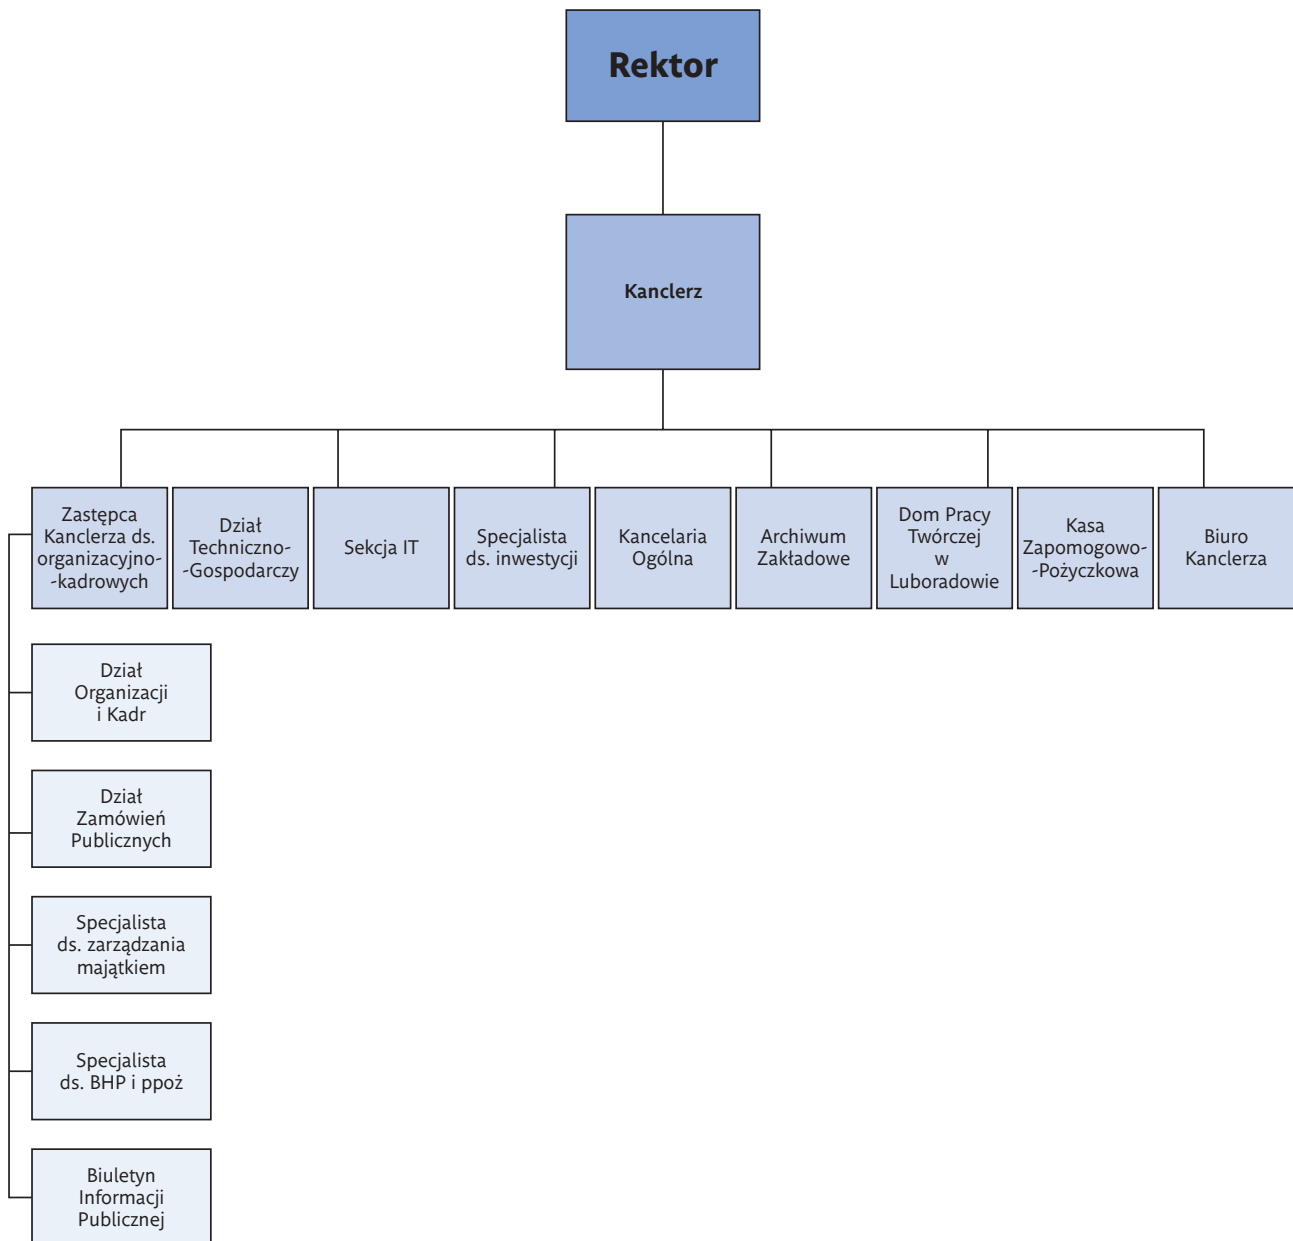 Rektor
Kanclerz
Zastępca
Kanclerza ds.
organizacyjno-
-kadrowych
Dział
Techniczno-
-Gospodarczy
Sekcja IT
Specjalista
ds. inwestycji
Kancelaria
Ogólna
Archiwum
Zakładowe
Dom Pracy
Twórczej
w
Luboradowie
Kasa
Zapomogowo-
-Pożyczkowa
Biuro
Kanclerza
Dział
Organizacji
i Kadr
Dział
Zamówień
Publicznych
Specjalista
ds. zarządzania
majątkiem
Specjalista
ds. BHP i ppoż
Biuletyn
Informacji
Publicznej